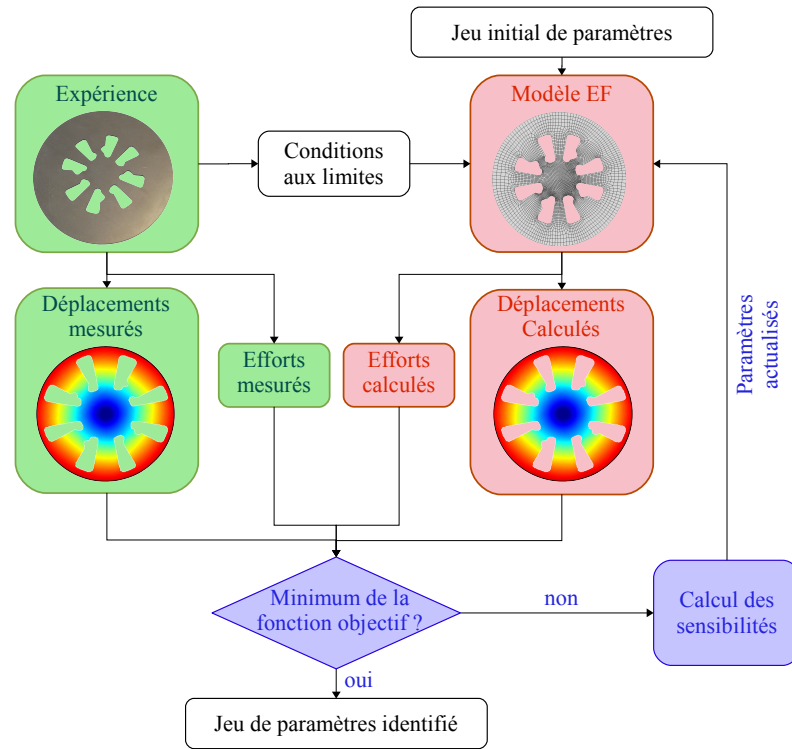 Jeu initial de paramètres
Expérience
Modèle EF
Conditions
aux limites
Déplacements
mesurés
Efforts
mesurés
Efforts
calculés
Déplacements
Calculés
Paramètres
actualisés
Minimum de la
fonction objectif ?
non
Calcul des
sensibilités
oui
Jeu de paramètres identifié